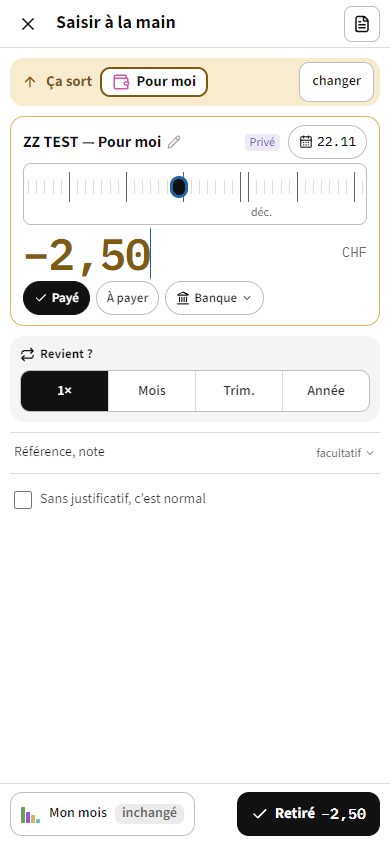 Saisir à la main
Ça sort
Pour moi
changer
ZZ TEST — Pour moi
Privé
22.11
déc.
−2,50
CHF
Payé
À payer
Banque
Revient ?
1×
Mois
Trim.
Année
Référence, note
facultatif
Sans justificatif, c’est normal
Mon mois
inchangé
Retiré −2,50